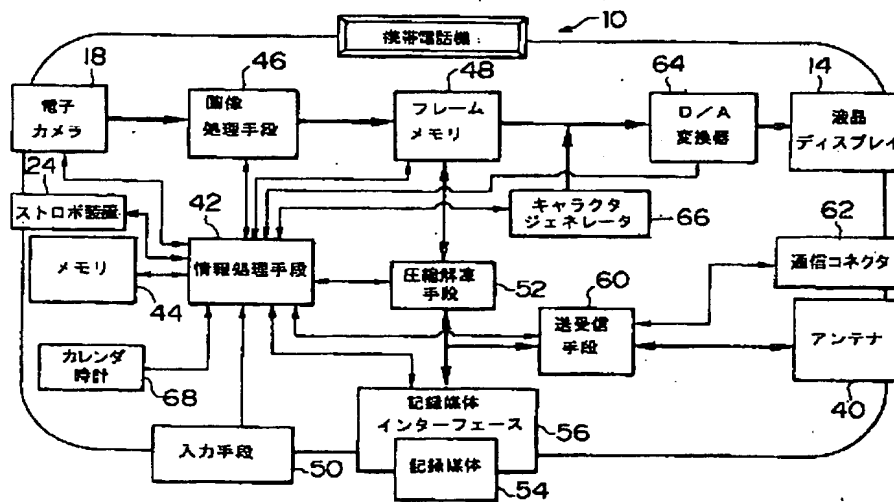 携帯電話機
10
18
46
48
64
14
電子
カメラ
画像
処理手段
フレーム
メモリ
D/A
変換器
液晶
ディスプレイ
24
ストロボ装置
42
キャラクタ
ジェネレータ
66
62
メモリ
44
情報処理手段
圧縮解凍
手段
52
60
通信コネクタ
送受信
手段
アンテナ
40
カレンダ
時計
68
記録媒体
インターフェース
56
入力手段
50
記録媒体
54